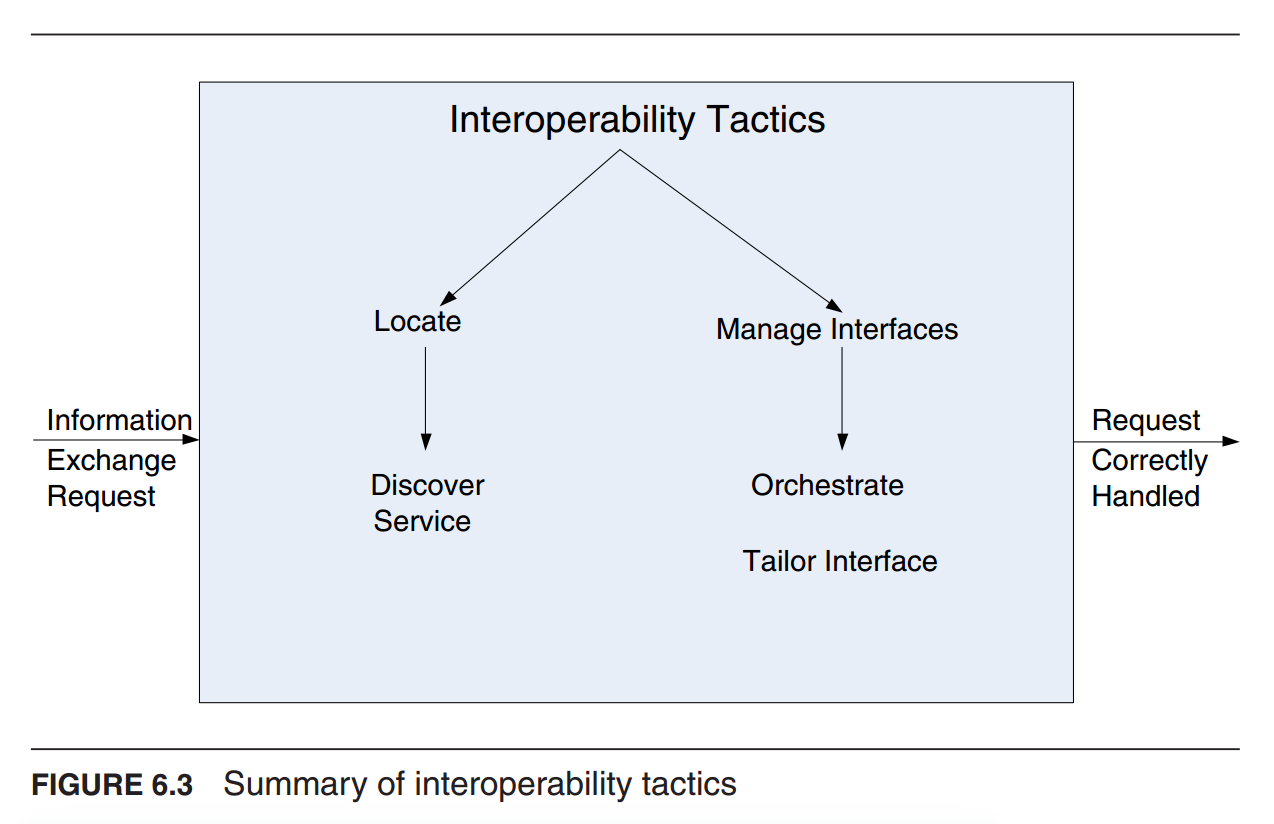 Interoperability Tactics
Locate
Manage Interfaces
Information
Exchange
Request
Discover
Service
Orchestrate
Tailor Interface
Request
Correctly
Handled
FIGURE 6.3 Summary of interoperability tactics